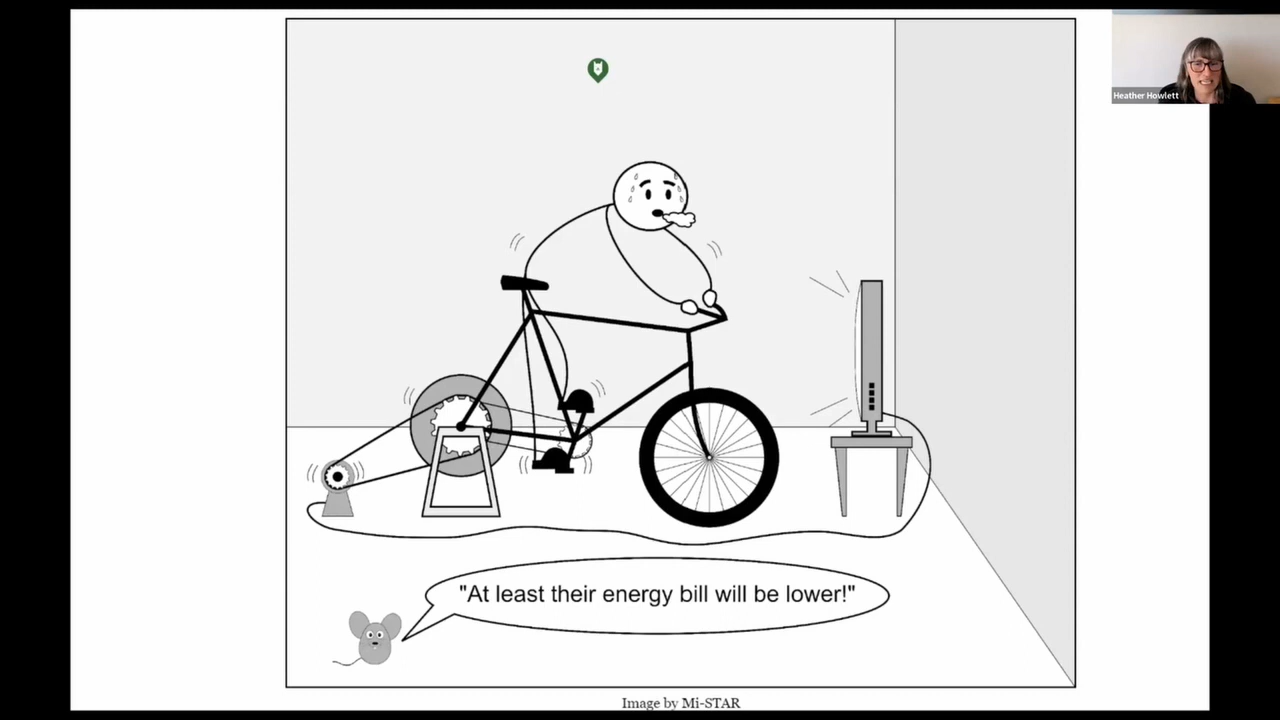 Heather Howlett
"At least their energy bill will be lower!"
Image by Mi-STAR